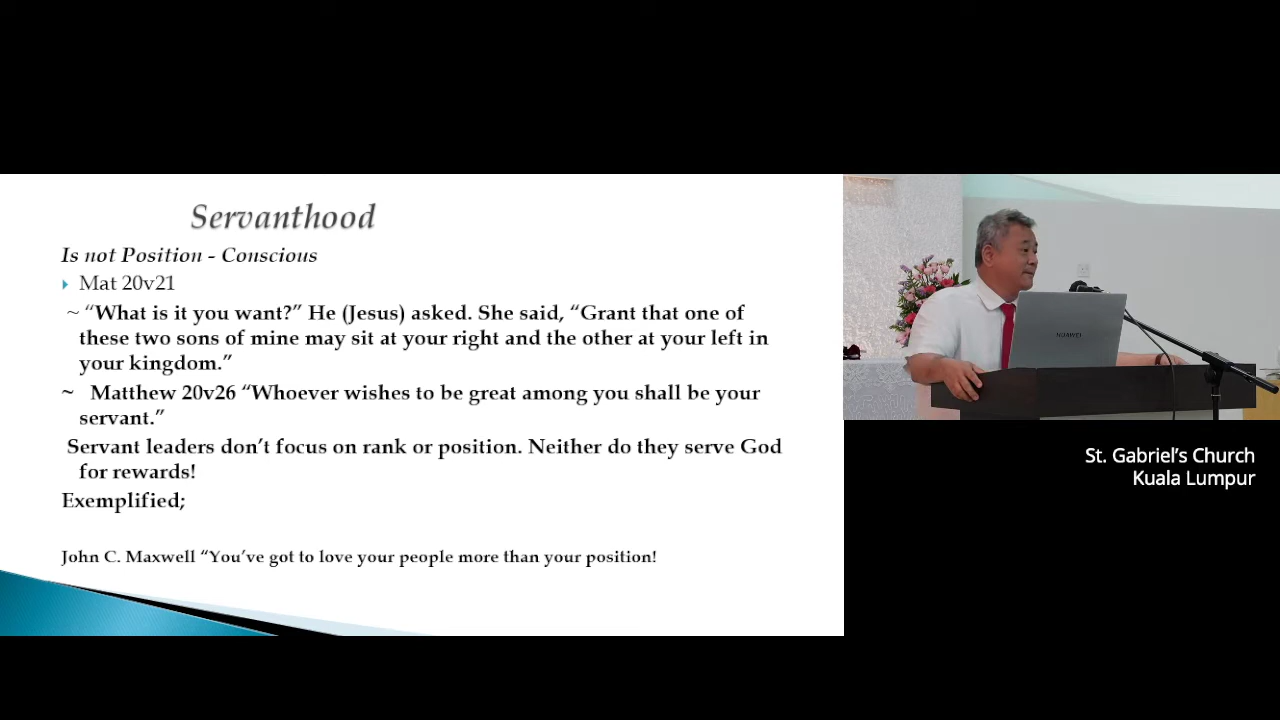 Servanthood
Is not Position - Conscious
Mat 20v21
~ “What is it you want?” He (Jesus) asked. She said, “Grant that one of
these two sons of mine may sit at your right and the other at your left in
your kingdom.”
~ Matthew 20v26 “Whoever wishes to be great among you shall be your
servant.”
Servant leaders don’t focus on rank or position. Neither do they serve God
for rewards!
Exemplified;
John C. Maxwell “You’ve got to love your people more than your position!
HUAWEI
St. Gabriel’s Church
Kuala Lumpur